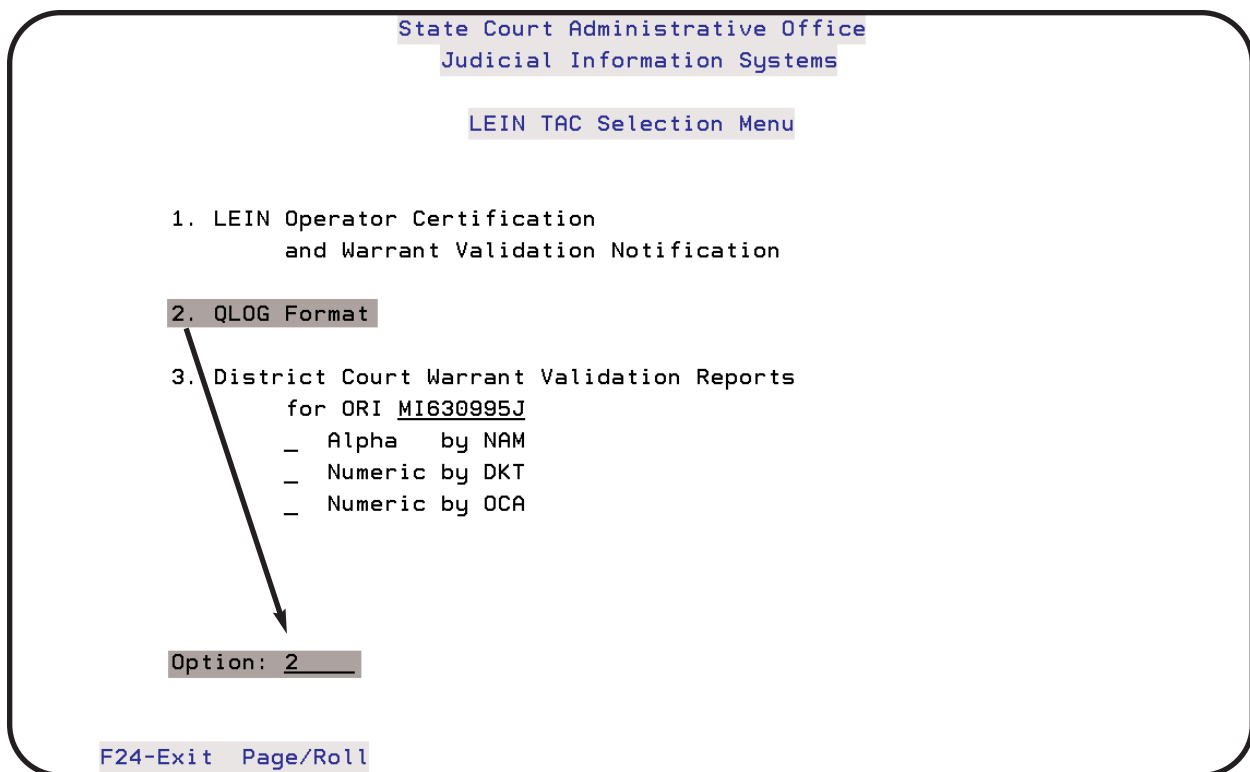 State Court Administrative Office
Judicial Information Systems
LEIN TAC Selection Menu
1. LEIN Operator Certification
and Warrant Validation Notification
2. QLOG Format
3. District Court Warrant Validation Reports
for ORI MI630995J
_ Alpha by NAM
_ Numeric by DKT
_ Numeric by OCA
Option: 2
F24-Exit Page/Roll